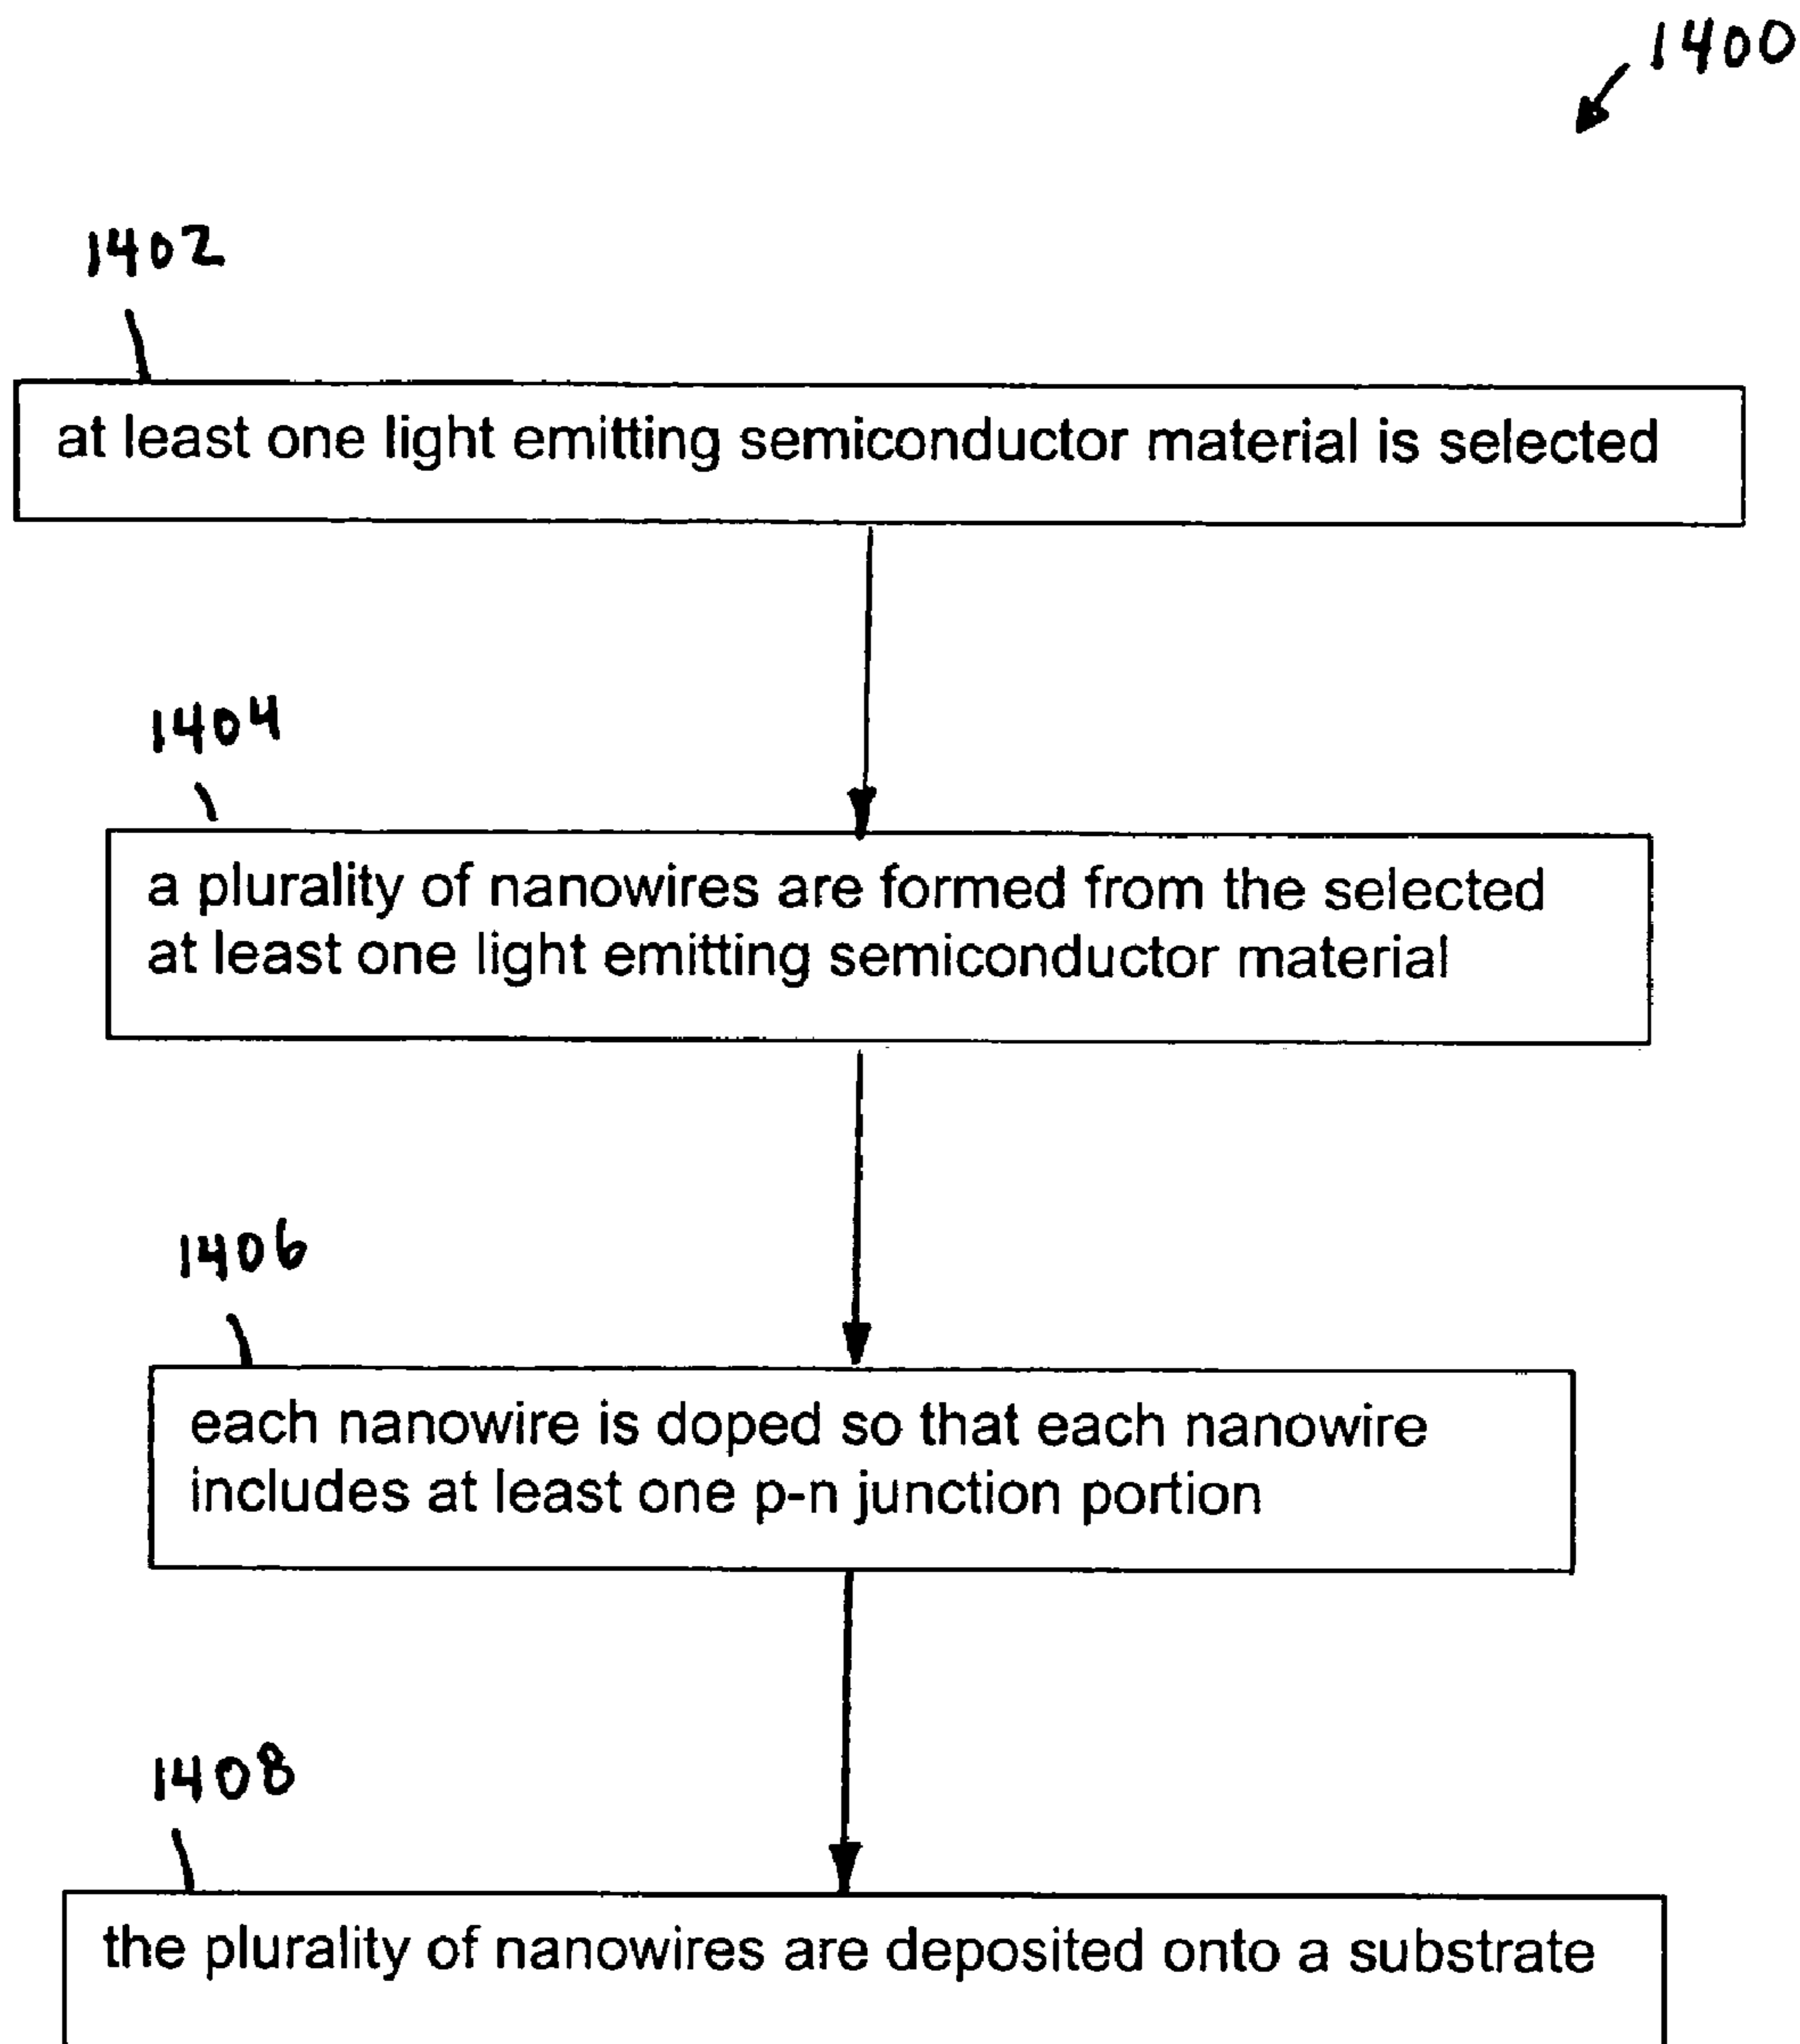 1400
1402
at least one light emitting semiconductor material is selected
1404
a plurality of nanowires are formed from the selected
at least one light emitting semiconductor material
1406
each nanowire is doped so that each nanowire
includes at least one p-n junction portion
1408
the plurality of nanowires are deposited onto a substrate